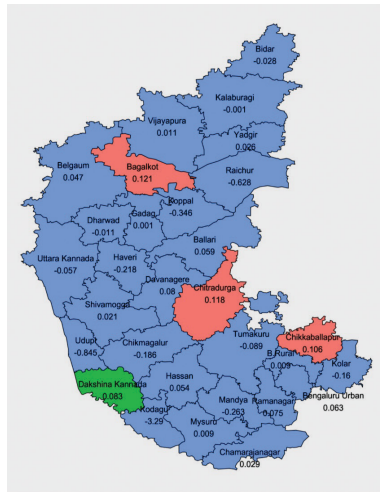 Bidar
-0.028
Kalaburagi
-0.001
Vijayapura
0.011
Yadgir
0.026
Belgaum
0.047
Bagalkot
0.121
Raichur
-0.628
Koppal
-0.346
Gadag
0.001
Dharwad
-0.011
Ballari
0.059
Uttara Kannada
-0.057
Haveri
-0.218
Davanagere
0.08
Chitradurga
0.118
Shivamogga
0.021
Udupi
-0.845
Chikmagalur
-0.186
Tumakuru
-0.089
Chikkaballapur
0.106
B.Rural
0.009
Kolar
-0.16
Dakshina Kannada
0.083
Hassan
0.054
Mandya
-0.263
Ramanagar
0.075
Bengaluru Urban
0.063
Kodagu
-3.29
Mysuru
0.009
Chamarajanagar
0.029